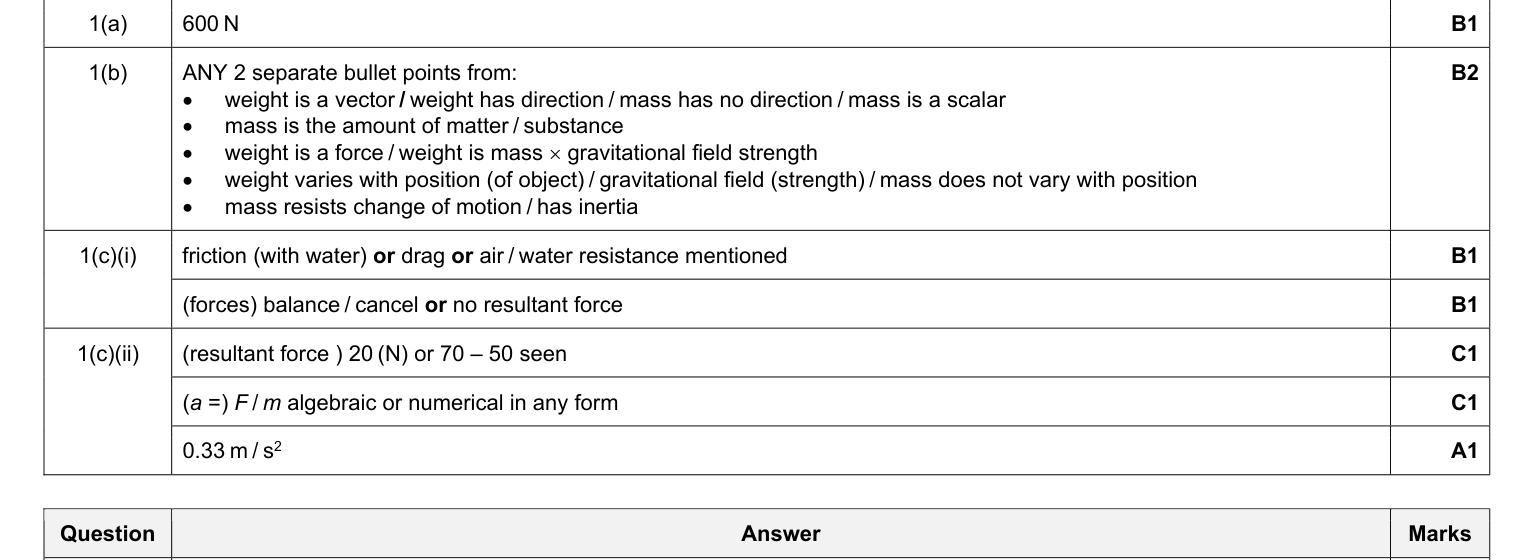 1(a) 600 N B1
1(b) ANY 2 separate bullet points from: B2
• weight is a vector / weight has direction / mass has no direction / mass is a scalar
• mass is the amount of matter / substance
• weight is a force / weight is mass × gravitational field strength
• weight varies with position (of object) / gravitational field (strength) / mass does not vary with position
• mass resists change of motion / has inertia
1(c)(i) friction (with water) or drag or air / water resistance mentioned B1
(forces) balance / cancel or no resultant force B1
1(c)(ii) (resultant force ) 20 (N) or 70 – 50 seen C1
(a =) F / m algebraic or numerical in any form C1
0.33 m / s² A1
Question Answer Marks